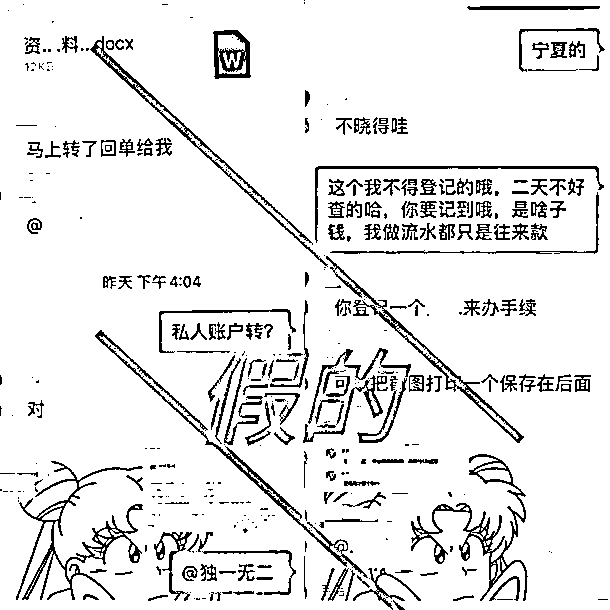 资...料...docx
12KB
马上转了回单给我
@
昨天 下午 4:04
私人账户转？
对
@独一无二
宁夏的
不晓得哇
这个我不得登记的哦，二天不好
查的哈，你要记到哦，是啥子
钱，我做流水都只是往来款
你登记一个 来办手续
把截图打印一个保存在后面
@
假的